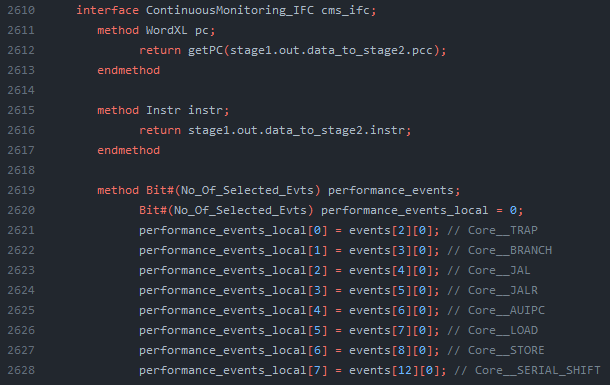 2610 interface ContinuousMonitoring_IFC cms_ifc;
2611 method WordXL pc;
2612 return getPC(stage1.out.data_to_stage2.pcc);
2613 endmethod
2614
2615 method Instr instr;
2616 return stage1.out.data_to_stage2.instr;
2617 endmethod
2618
2619 method Bit#(No_Of_Selected_Evts) performance_events;
2620 Bit#(No_Of_Selected_Evts) performance_events_local = 0;
2621 performance_events_local[0] = events[2][0]; // Core__TRAP
2622 performance_events_local[1] = events[3][0]; // Core__BRANCH
2623 performance_events_local[2] = events[4][0]; // Core__JAL
2624 performance_events_local[3] = events[5][0]; // Core__JALR
2625 performance_events_local[4] = events[6][0]; // Core__AUIPC
2626 performance_events_local[5] = events[7][0]; // Core__LOAD
2627 performance_events_local[6] = events[8][0]; // Core__STORE
2628 performance_events_local[7] = events[12][0]; // Core__SERIAL_SHIFT